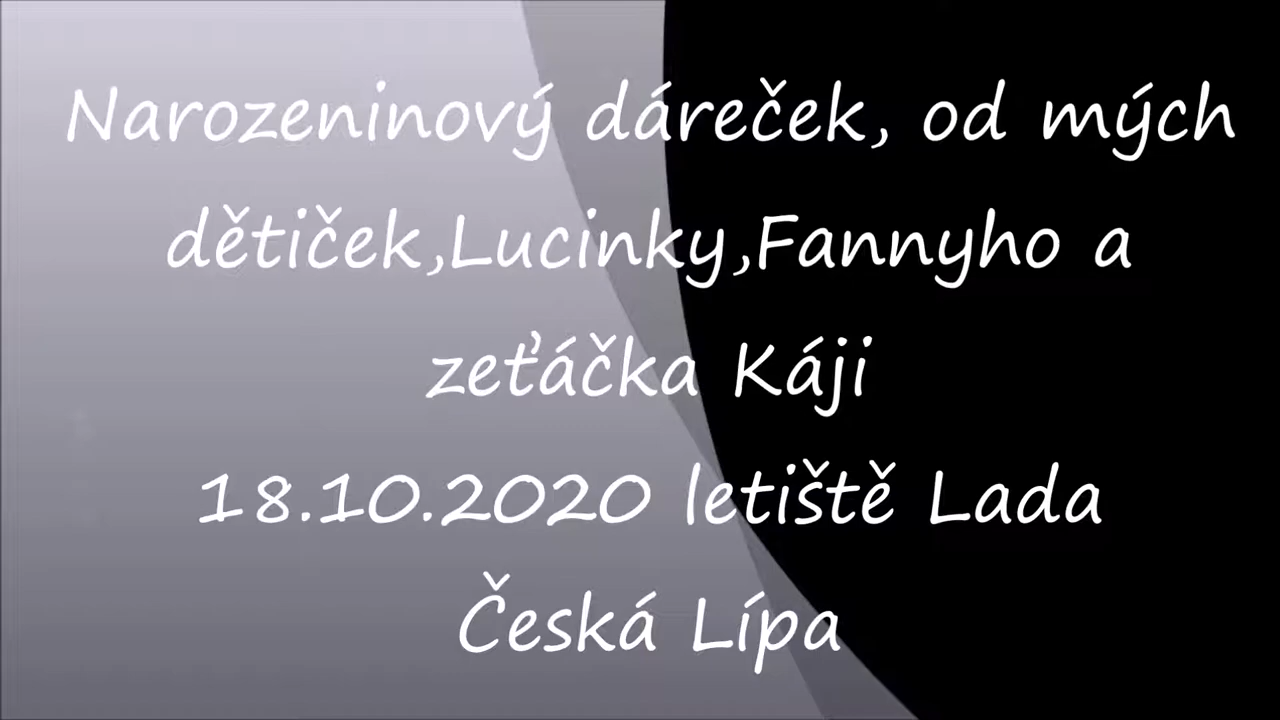 Narozeninový dáreček, od mých
dětiček,Lucinky,Fannyho a
zeťáčka Káji
18.10.2020 letiště Lada
Česká Lípa